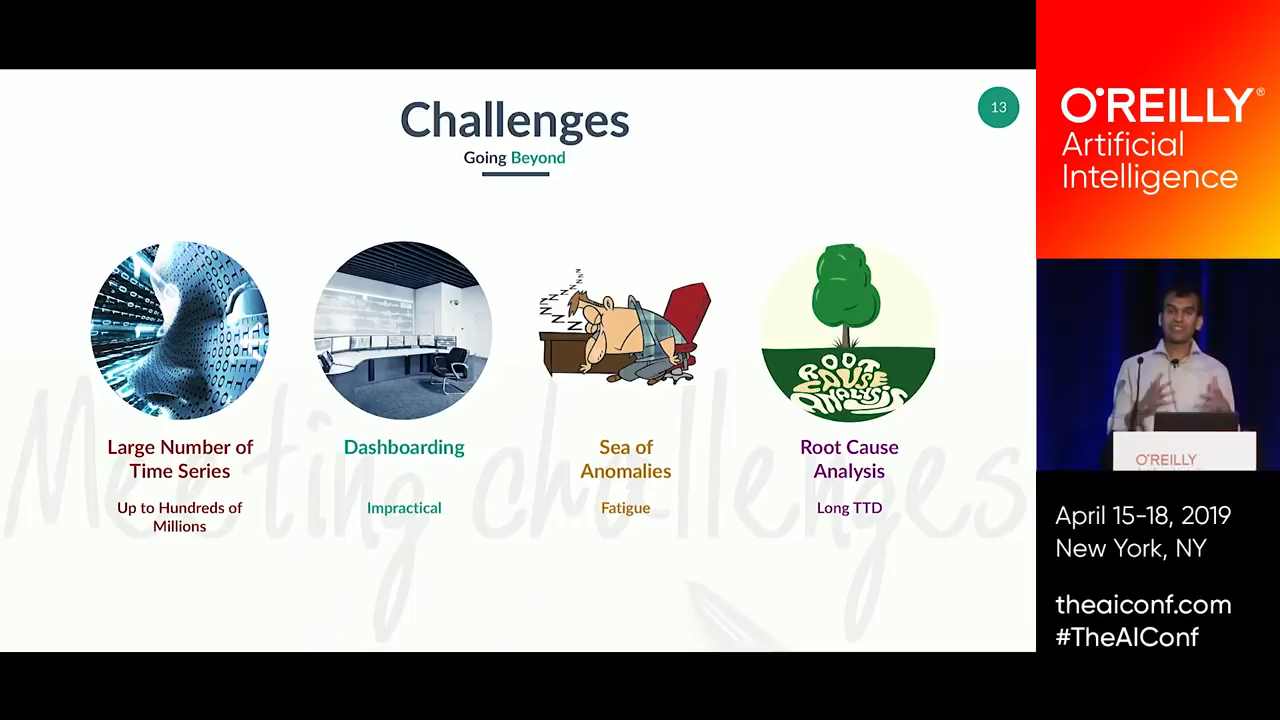 Challenges
Going Beyond
13
Large Number of
Time Series
Up to Hundreds of
Millions
Dashboarding
Impractical
Sea of
Anomalies
Fatigue
ROOT
CAUSE
ANALYSIS
Root Cause
Analysis
Long TTD
Meeting challenges
O'REILLY®
Artificial
Intelligence
O'REILLY
April 15-18, 2019
New York, NY
theaiconf.com
#TheAIConf